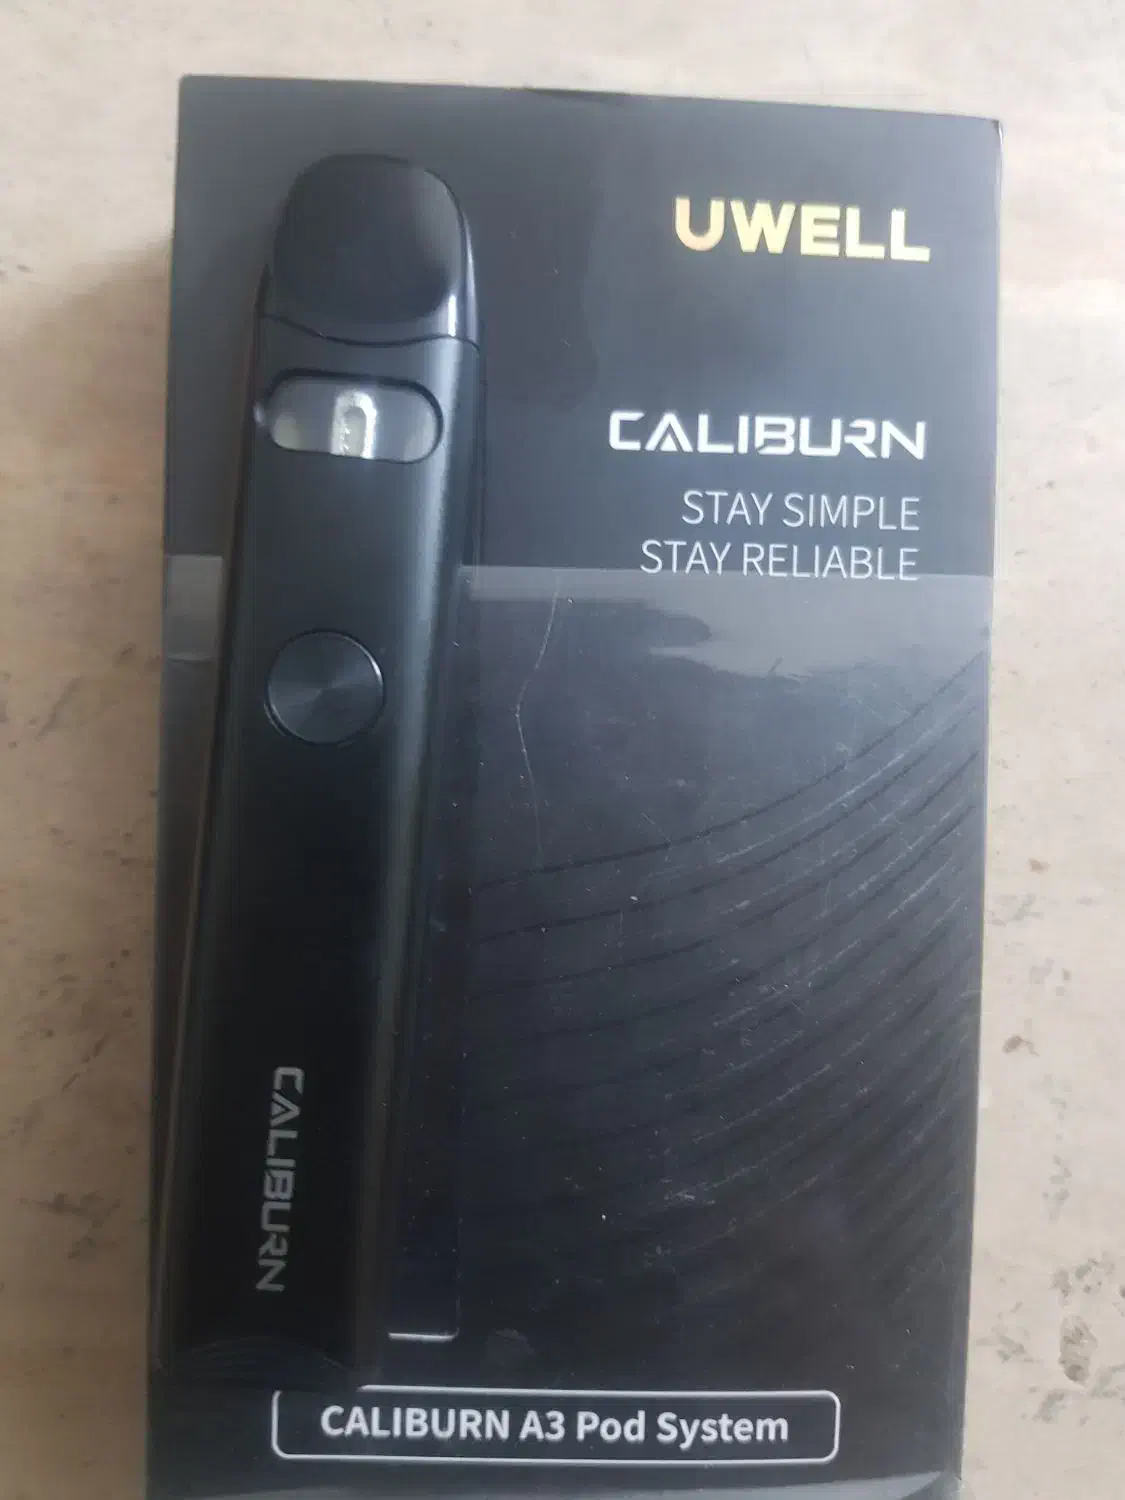 UWELL
CALIBURN
STAY SIMPLE
STAY RELIABLE
CALIBURN
CALIBURN A3 Pod System